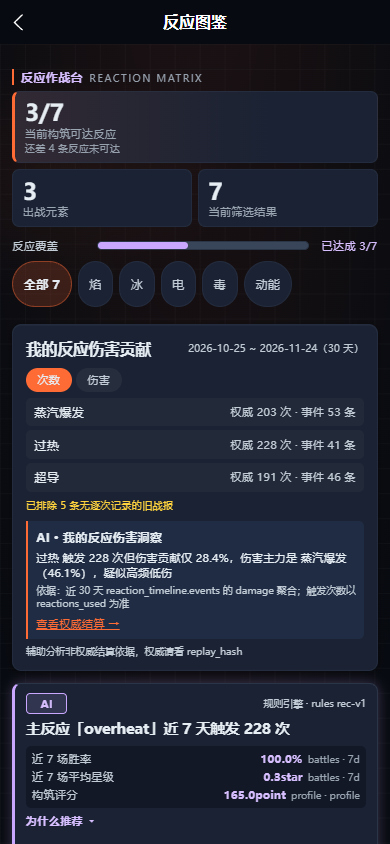 反应图鉴
反应作战台 REACTION MATRIX
3/7
当前构筑可达反应
还差 4 条反应未可达
3
出战元素
7
当前筛选结果
反应覆盖 已达成 3/7
全部 7 焰 冰 电 毒 动能
我的反应伤害贡献 2026-10-25 ~ 2026-11-24（30 天）
次数 伤害
蒸汽爆发 权威 203 次 · 事件 53 条
过热 权威 228 次 · 事件 41 条
超导 权威 191 次 · 事件 46 条
已排除 5 条无逐次记录的旧战报
AI · 我的反应伤害洞察
过热 触发 228 次但伤害贡献仅 28.4%，伤害主力是 蒸汽爆发
（46.1%），疑似高频低伤
依据：近 30 天 reaction_timeline.events 的 damage 聚合；触发次数以
reactions_used 为准
查看权威结算 →
辅助分析非权威结算依据，权威请看 replay_hash
AI 规则引擎 · rules rec-v1
主反应「overheat」近 7 天触发 228 次
近 7 场胜率 100.0% battles · 7d
近 7 场平均星级 0.3star battles · 7d
构筑评分 165.0point profile · profile
为什么推荐